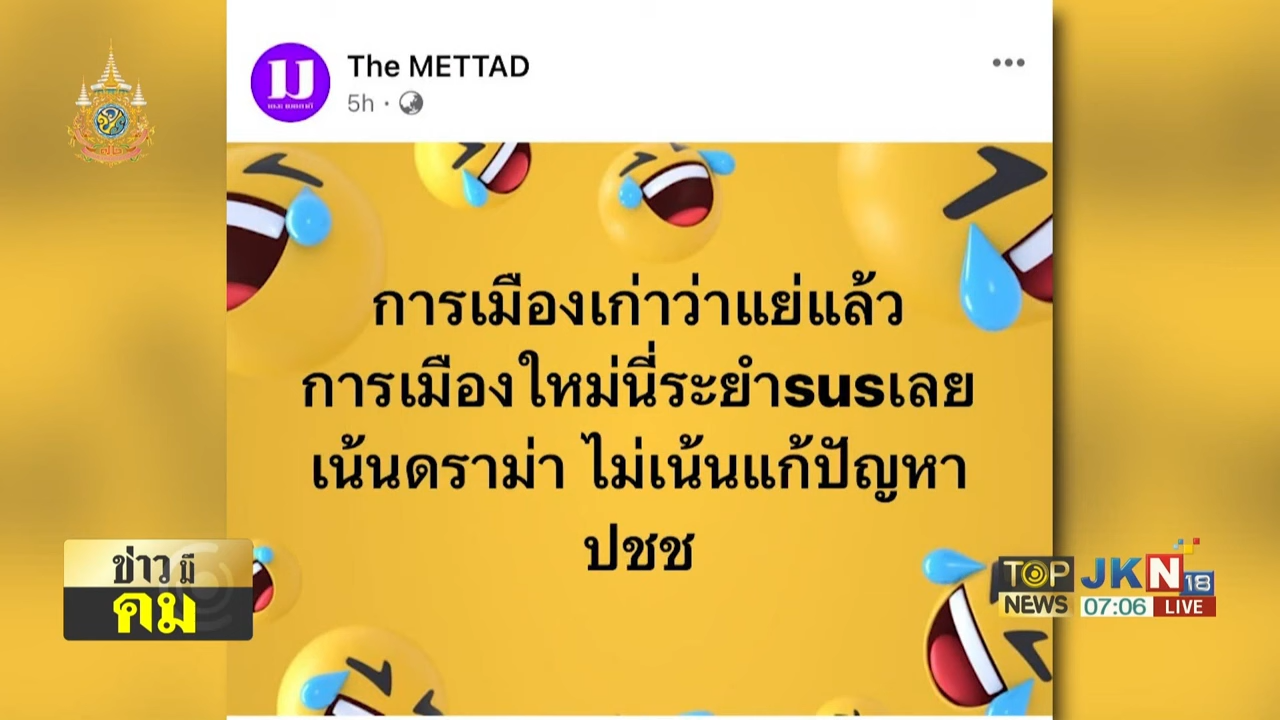 The METTAD
5h
การเมืองเก่าว่าแย่แล้ว
การเมืองใหม่นี่ระยำsusเลย
เน้นดราม่า ไม่เน้นแก้ปัญหา
ปชช
ข่าวมี
คม
TOP NEWS
JKN18
07:06 LIVE